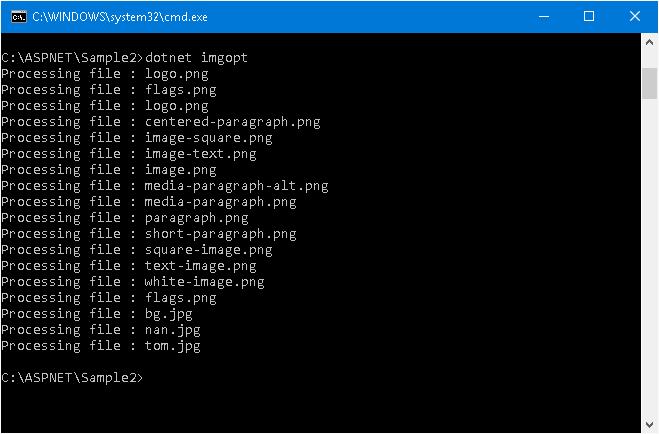 C:\WINDOWS\system32\cmd.exe
C:\ASPNET\Sample2>dotnet imgopt
Processing file : logo.png
Processing file : flags.png
Processing file : logo.png
Processing file : centered-paragraph.png
Processing file : image-square.png
Processing file : image-text.png
Processing file : image.png
Processing file : media-paragraph-alt.png
Processing file : media-paragraph.png
Processing file : paragraph.png
Processing file : short-paragraph.png
Processing file : square-image.png
Processing file : text-image.png
Processing file : white-image.png
Processing file : flags.png
Processing file : bg.jpg
Processing file : nan.jpg
Processing file : tom.jpg
C:\ASPNET\Sample2>